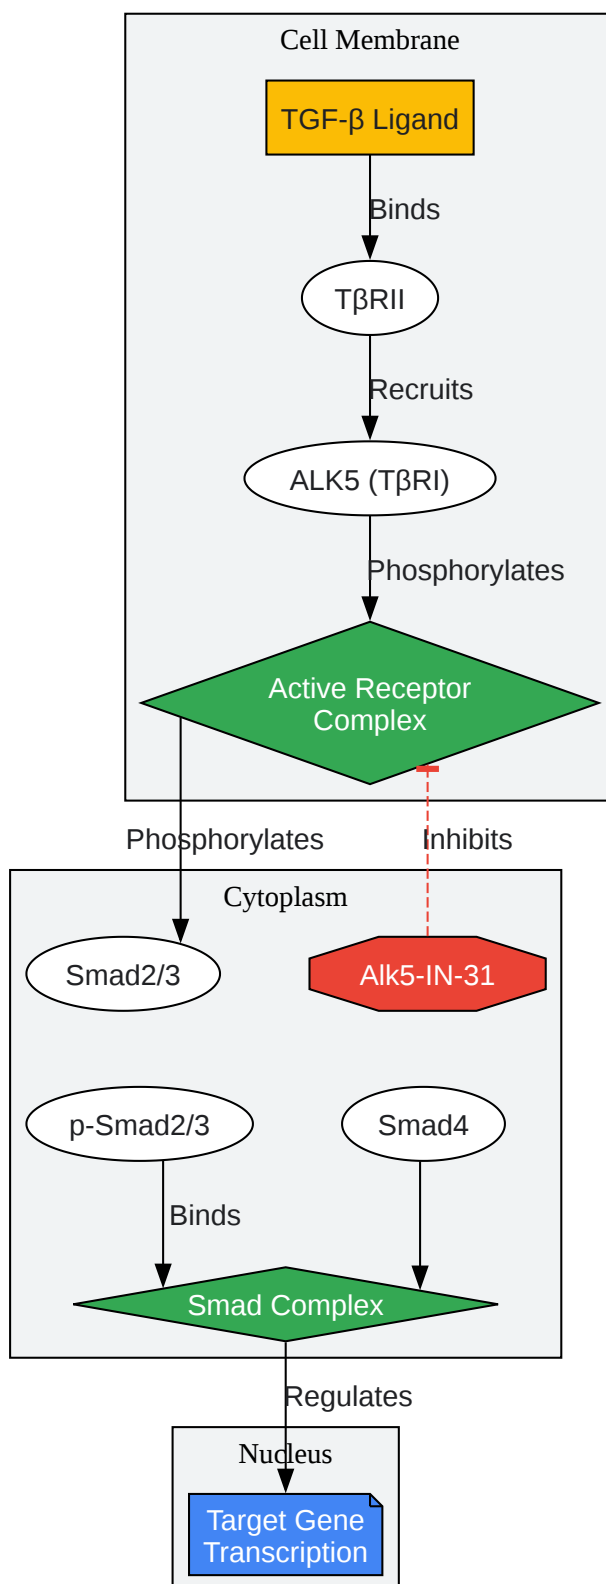 Cell Membrane
TGF-β Ligand
Binds
TβRII
Recruits
ALK5 (TβRI)
Phosphorylates
Active Receptor
Complex
Phosphorylates
Inhibits
Cytoplasm
Smad2/3
Alk5-IN-31
p-Smad2/3
Smad4
Binds
Smad Complex
Regulates
Nucleus
Target Gene
Transcription